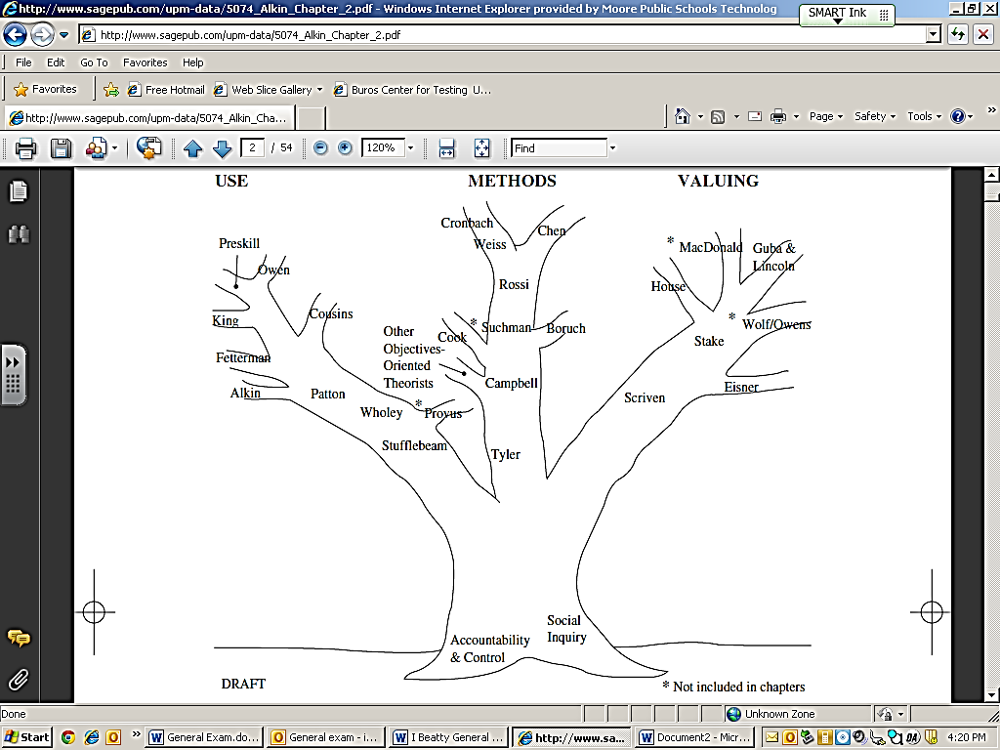 http://www.sagepub.com/upm-data/5074_Alkin_Chapter_2.pdf - Windows Internet Explorer provided by Moore Public Schools Technolog
SMART Ink
http://www.sagepub.com/upm-data/5074_Alkin_Chapter_2.pdf
File Edit Go To Favorites Help
Favorites Free Hotmail Web Slice Gallery Buros Center for Testing U...
http://www.sagepub.com/upm-data/5074_Alkin_Cha... Page Safety Tools
2 / 54 120% Find
USE METHODS VALUING
Cronbach
Chen
Preskill
Weiss
* MacDonald
Guba &
Lincoln
Owen
Rossi
House
King
Cousins
Other
Objectives-
Oriented
Theorists
Cook
* Suchman
Boruch
* Wolf/Owens
Stake
Fetterman
Campbell
Alkin
Patton
Eisner
Wholey
* Provus
Scriven
Stufflebeam
Tyler
Social
Inquiry
Accountability
& Control
DRAFT
* Not included in chapters
Done Unknown Zone
Start General Exam.do... General exam - i... I Beatty General ... http://www.sa... Document2 - Micr... 4:20 PM